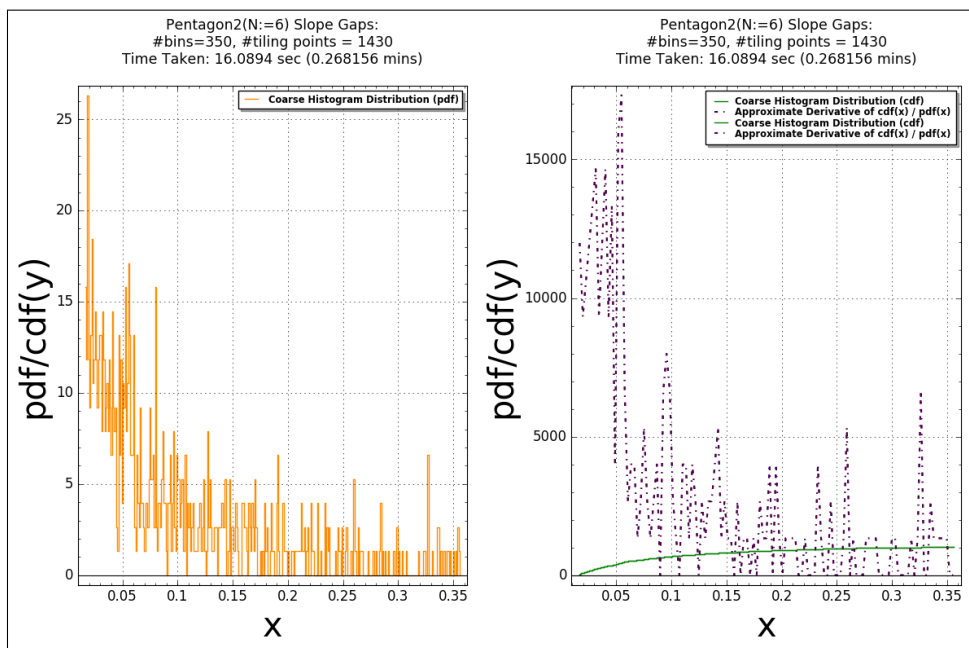 Pentagon2(N:=6) Slope Gaps:
#bins=350, #tiling points = 1430
Time Taken: 16.0894 sec (0.268156 mins)
Coarse Histogram Distribution (pdf)
pdf/cdf(y)
25
20
15
10
5
0
0.05
0.1
0.15
0.2
0.25
0.3
0.35
x
Pentagon2(N:=6) Slope Gaps:
#bins=350, #tiling points = 1430
Time Taken: 16.0894 sec (0.268156 mins)
Coarse Histogram Distribution (cdf)
Approximate Derivative of cdf(x) / pdf(x)
Coarse Histogram Distribution (cdf)
Approximate Derivative of cdf(x) / pdf(x)
pdf/cdf(y)
15000
10000
5000
0
0.05
0.1
0.15
0.2
0.25
0.3
0.35
x